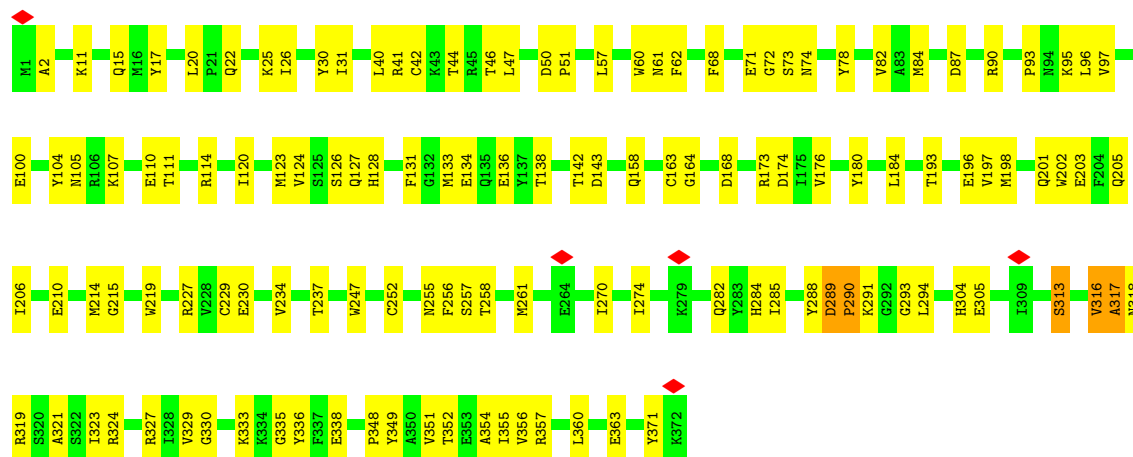 M1 A2 K11 Q15 M16 Y17 L20 P21 Q22 K25 I26 Y30 I31 L40 R41 C42 K43 T44 R45 T46 L47 D50 P51 L57 W60 N61 F62 F68 E71 G72 S73 N74 Y78 V82 A83 M84 D87 R90 P93 N94 K95 L96 V97
E100 Y104 N105 R106 K107 E110 T111 R114 I120 M123 V124 S125 S126 Q127 H128 F131 G132 M133 E134 Q135 E136 Y137 T138 T142 D143 Q158 C163 G164 D168 R173 D174 I175 V176 Y180 L184 T193 E196 V197 M198 Q201 W202 E203 F204 Q205
I206 E210 M214 G215 W219 R227 V228 C229 E230 V234 T237 W247 C252 N255 F256 S257 T258 M261 E264 I270 I274 K279 Q282 Y283 H284 I285 Y288 D289 P290 K291 G292 G293 L294 H304 E305 I309 S313 V316 A317 N318
R319 S320 A321 S322 I323 R324 R327 I328 V329 G330 K333 K334 G335 Y336 F337 E338 P348 Y349 A350 V351 T352 E353 A354 I355 V356 R357 L360 E363 Y371 K372